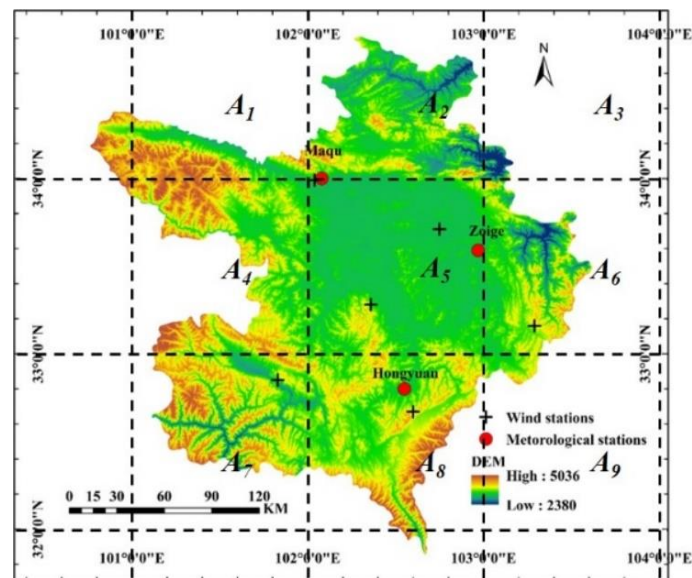 101°0'0"E 102°0'0"E 103°0'0"E 104°0'0"E
N
A1 A2 A3
Maqu
34°0'0"N 34°0'0"N
Zoige
A4 A5 A6
33°0'0"N 33°0'0"N
Hongyuan
Wind stations
Metorological stations
A7 A8 A9
DEM
High : 5036
Low : 2380
0 15 30 60 90 120
KM
32°0'0"N 32°0'0"N
101°0'0"E 102°0'0"E 103°0'0"E 104°0'0"E